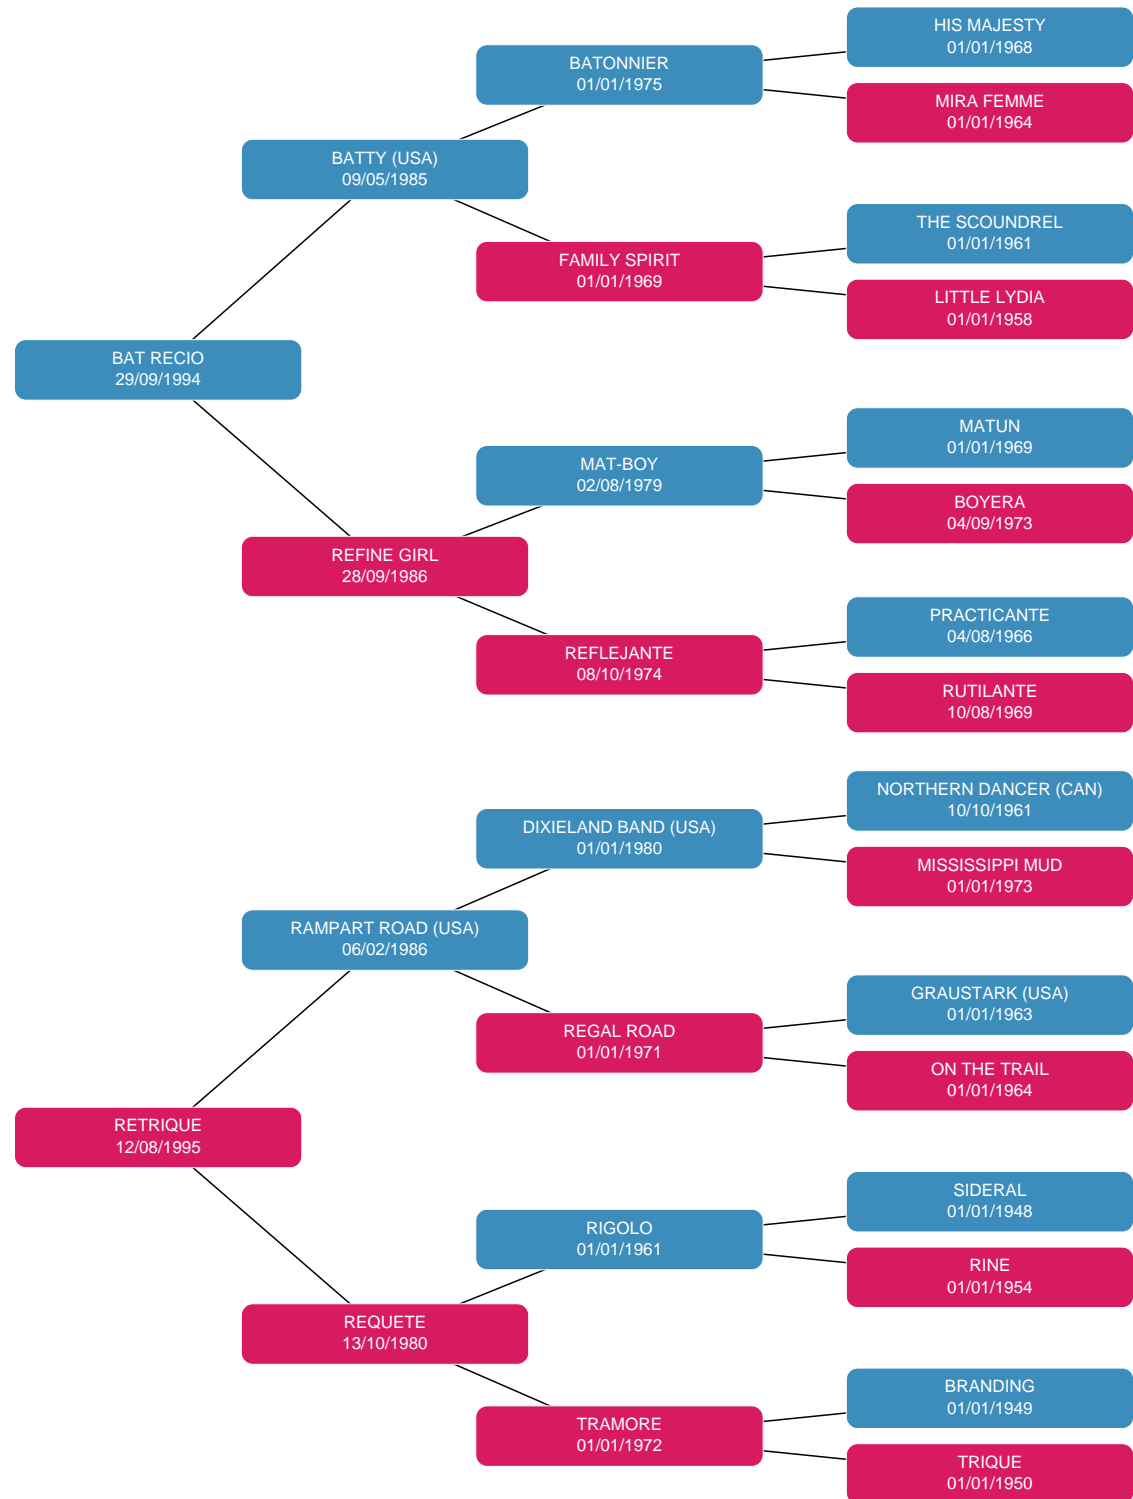 HIS MAJESTY
01/01/1968
BATONNIER
01/01/1975
MIRA FEMME
01/01/1964
BATTY (USA)
09/05/1985
THE SCOUNDREL
01/01/1961
FAMILY SPIRIT
01/01/1969
LITTLE LYDIA
01/01/1958
BAT RECIO
29/09/1994
MATUN
01/01/1969
MAT-BOY
02/08/1979
BOYERA
04/09/1973
REFINE GIRL
28/09/1986
PRACTICANTE
04/08/1966
REFLEJANTE
08/10/1974
RUTILANTE
10/08/1969
NORTHERN DANCER (CAN)
10/10/1961
DIXIELAND BAND (USA)
01/01/1980
MISSISSIPPI MUD
01/01/1973
RAMPART ROAD (USA)
06/02/1986
GRAUSTARK (USA)
01/01/1963
REGAL ROAD
01/01/1971
ON THE TRAIL
01/01/1964
RETRIQUE
12/08/1995
SIDERAL
01/01/1948
RIGOLO
01/01/1961
RINE
01/01/1954
REQUETE
13/10/1980
BRANDING
01/01/1949
TRAMORE
01/01/1972
TRIQUE
01/01/1950